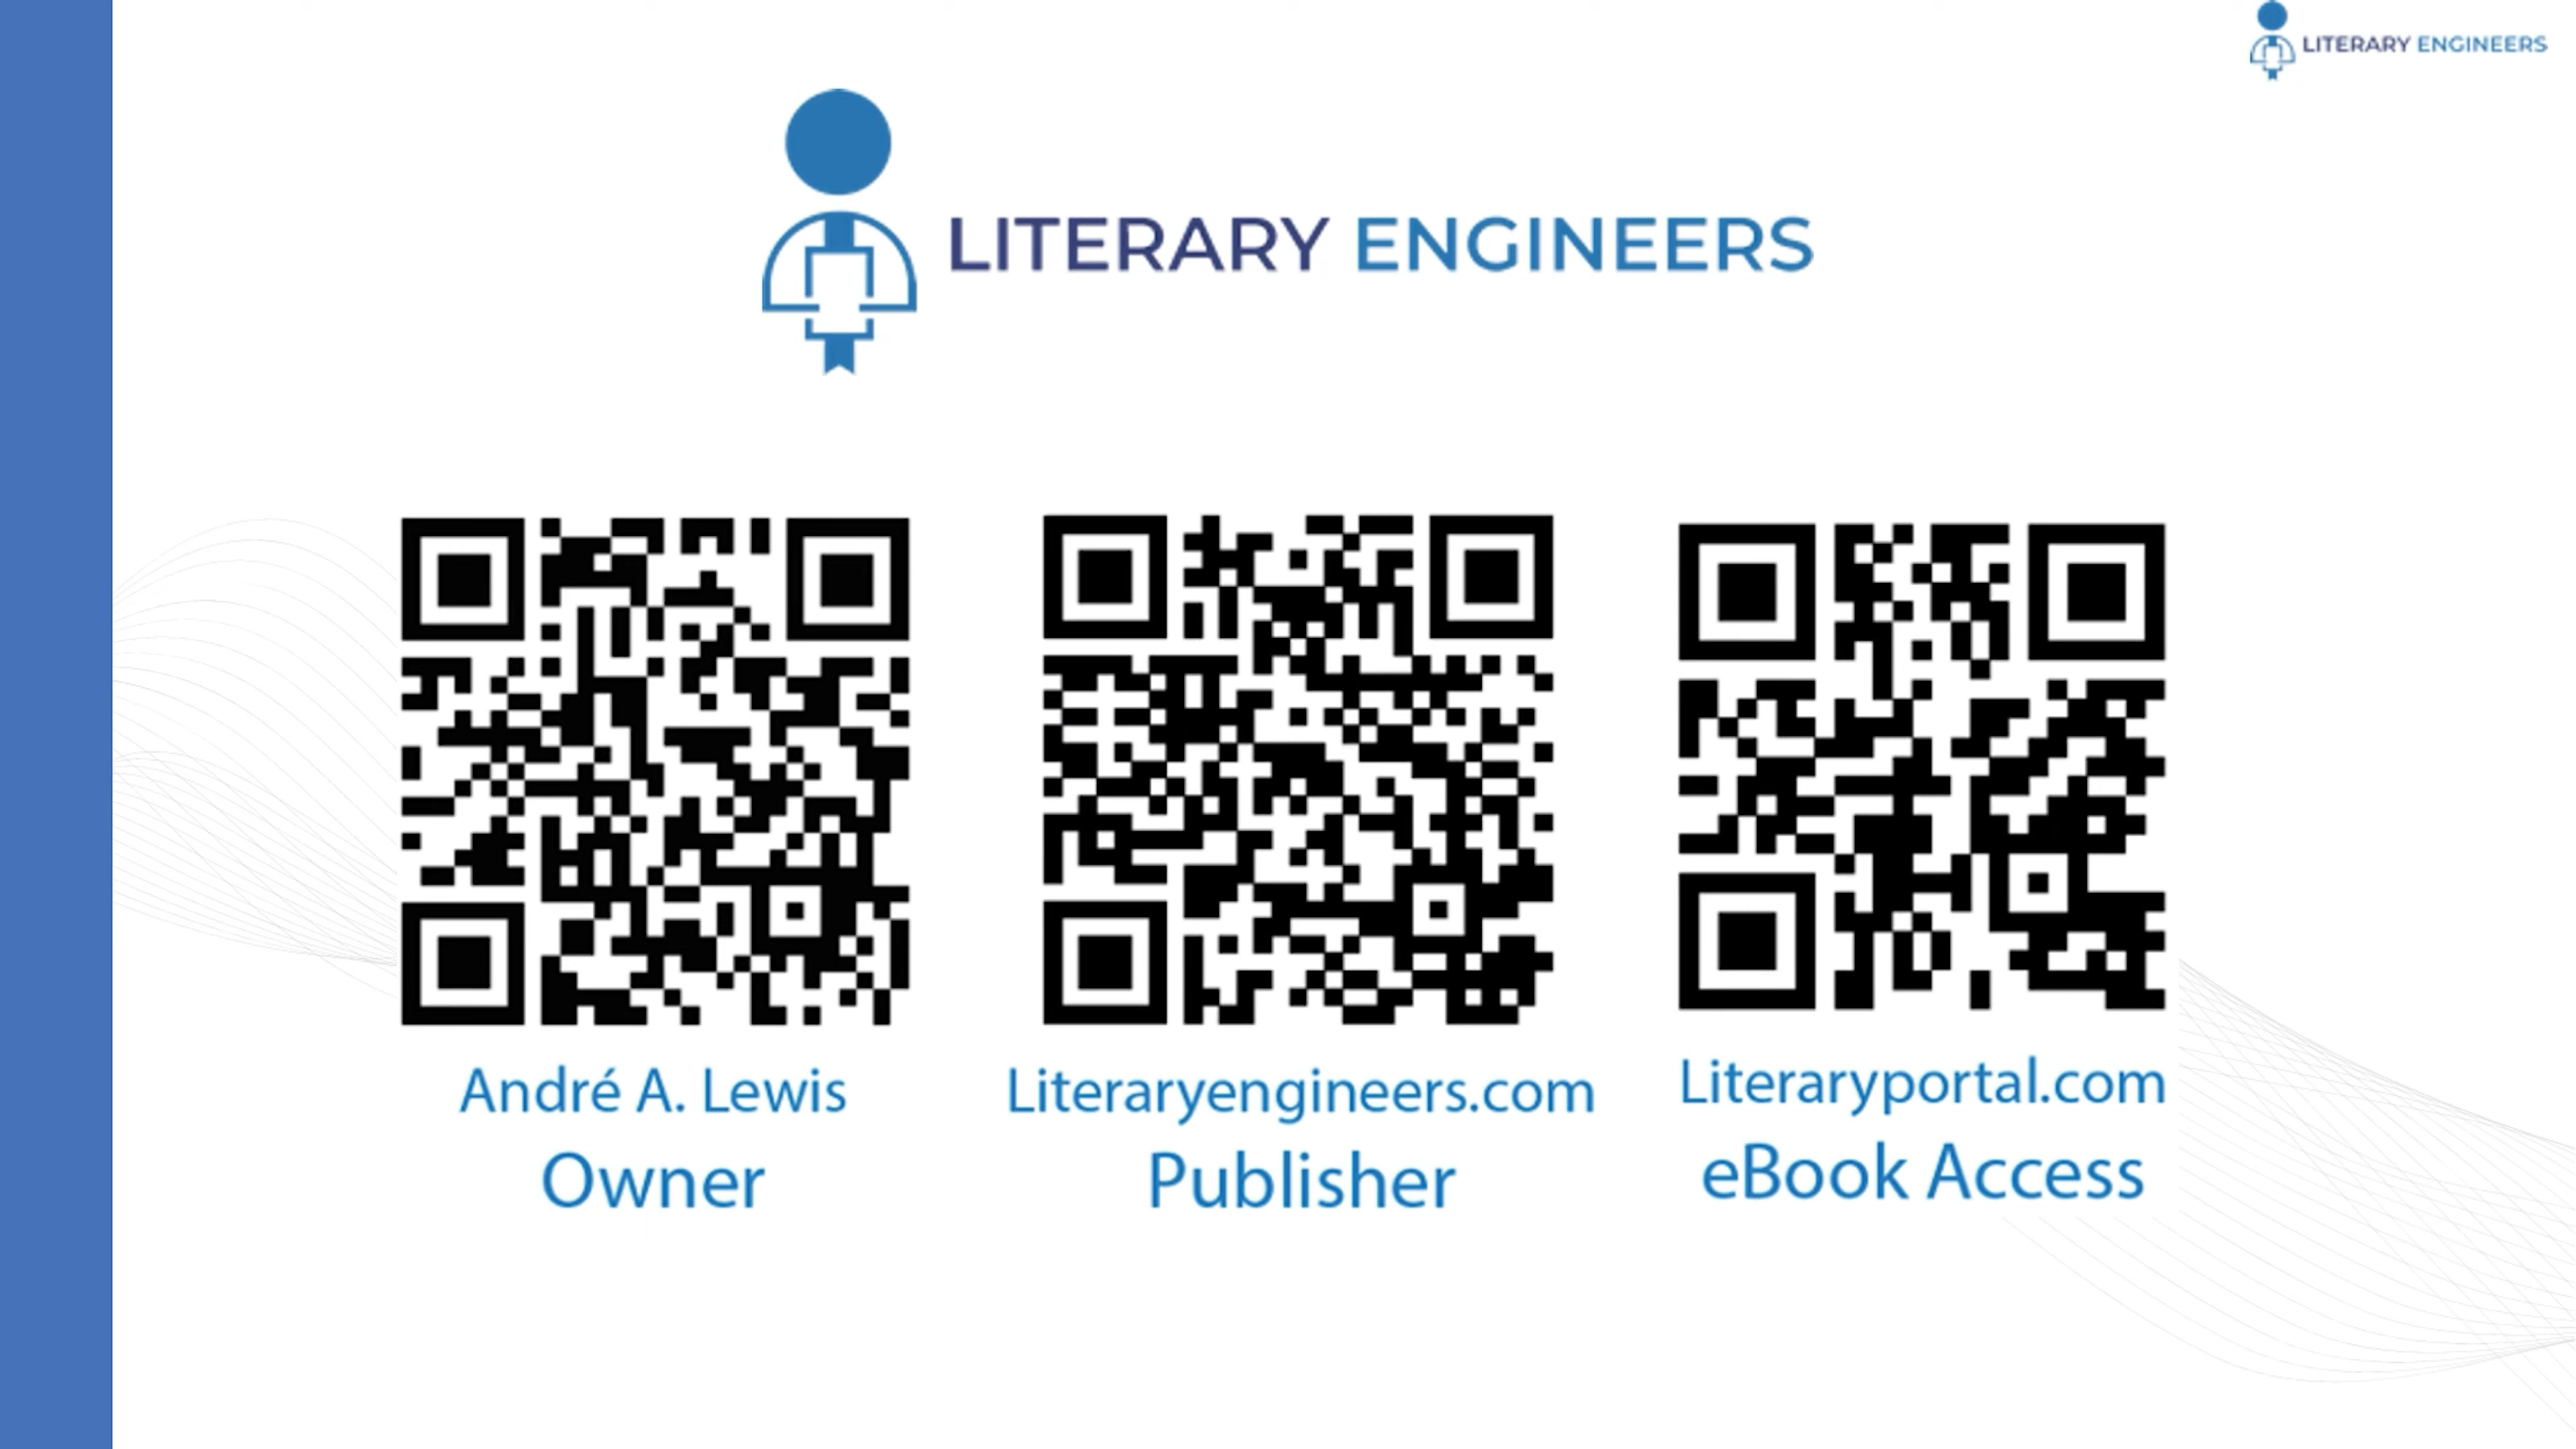 LITERARY ENGINEERS
LITERARY ENGINEERS
André A. Lewis
Owner
Literaryengineers.com
Publisher
Literaryportal.com
eBook Access